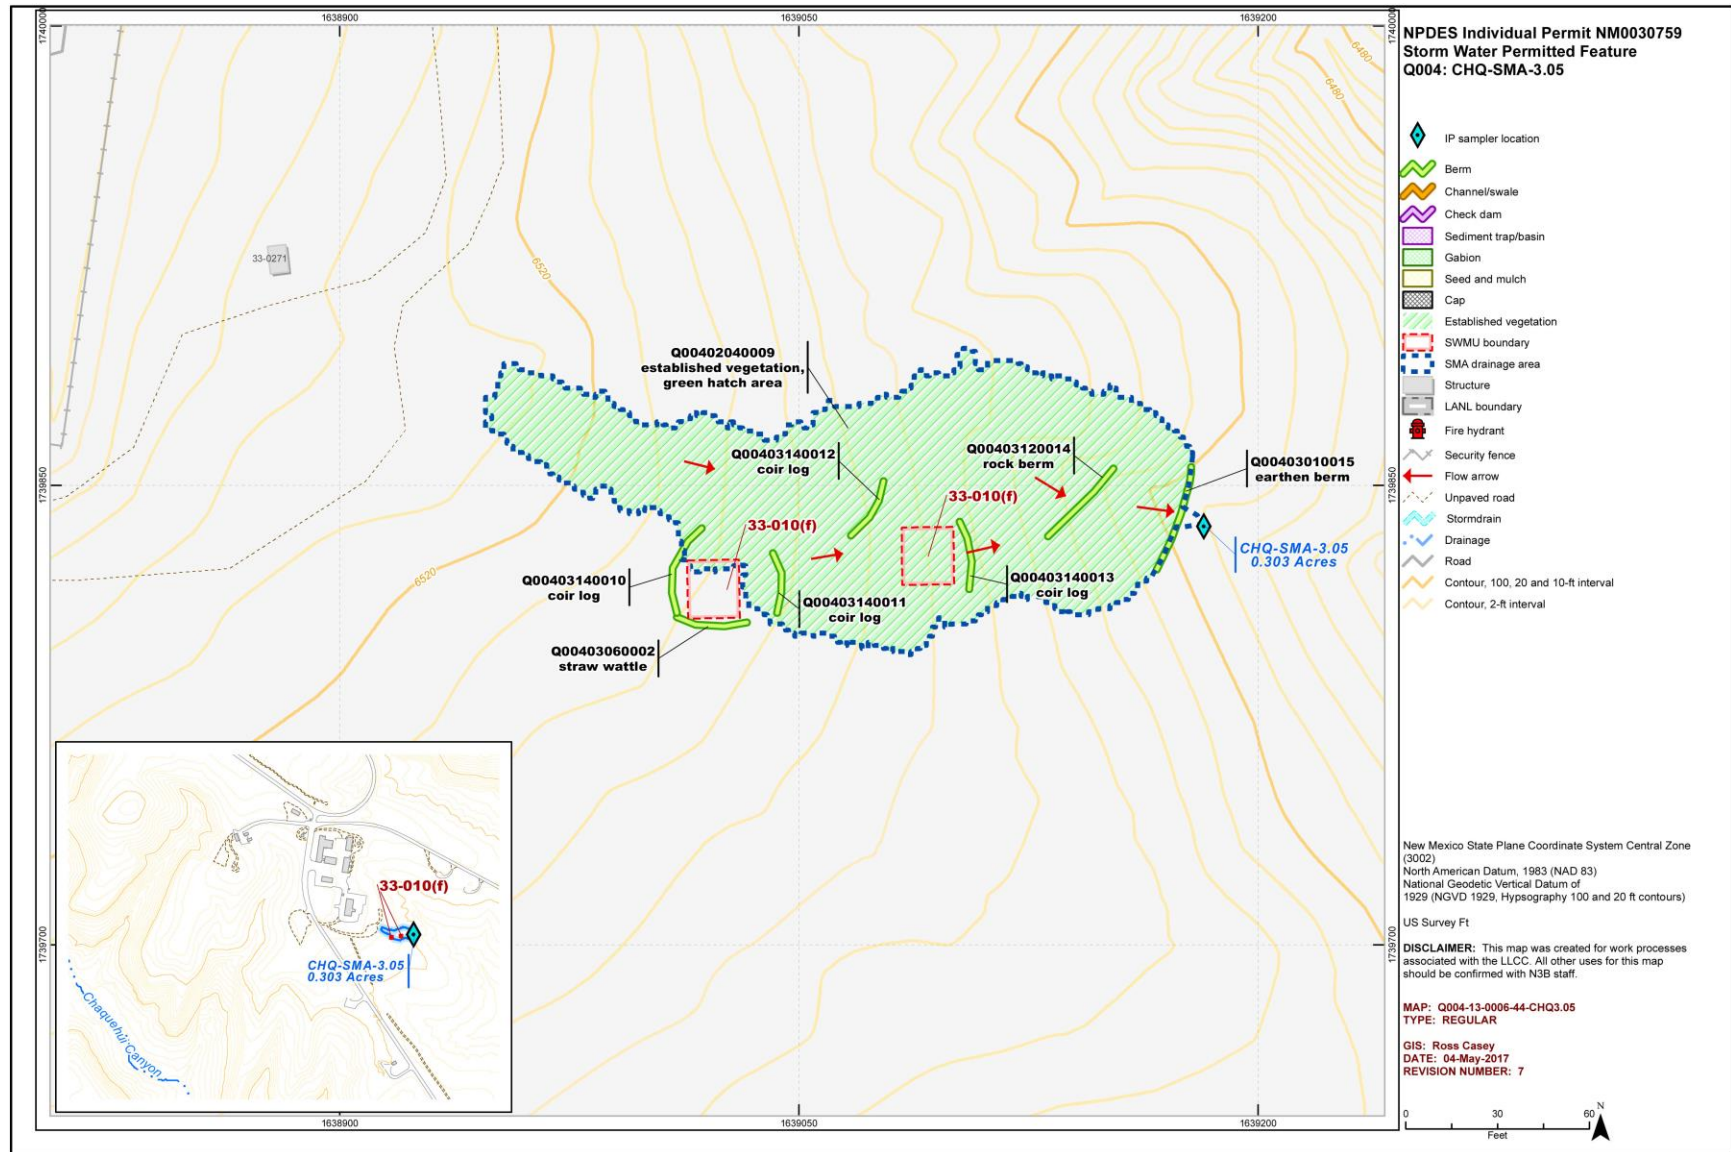 1638900
1639050
1639200
1740000
1740000
NPDES Individual Permit NM0030759
Storm Water Permitted Feature
Q004: CHQ-SMA-3.05
6480
6480
IP sampler location
Berm
Channel/swale
Check dam
Sediment trap/basin
Gabion
Seed and mulch
Cap
Established vegetation
SWMU boundary
SMA drainage area
Structure
LANL boundary
Fire hydrant
Security fence
Flow arrow
Unpaved road
Stormdrain
Drainage
Road
Contour, 100, 20 and 10-ft interval
Contour, 2-ft interval
33-0271
6520
Q00402040009
established vegetation,
green hatch area
Q00403140012
coir log
Q00403120014
rock berm
Q00403010015
earthen berm
1739850
1739850
33-010(f)
33-010(f)
CHQ-SMA-3.05
0.303 Acres
6520
Q00403140010
coir log
Q00403140011
coir log
Q00403140013
coir log
Q00403060002
straw wattle
33-010(f)
CHQ-SMA-3.05
0.303 Acres
Chaquehui Canyon
1739700
1739700
New Mexico State Plane Coordinate System Central Zone
(3002)
North American Datum, 1983 (NAD 83)
National Geodetic Vertical Datum of
1929 (NGVD 1929, Hypsography 100 and 20 ft contours)
US Survey Ft
DISCLAIMER: This map was created for work processes
associated with the LLCC. All other uses for this map
should be confirmed with N3B staff.
MAP: Q004-13-0006-44-CHQ3.05
TYPE: REGULAR
GIS: Ross Casey
DATE: 04-May-2017
REVISION NUMBER: 7
0 30 60
Feet
N
1638900
1639050
1639200